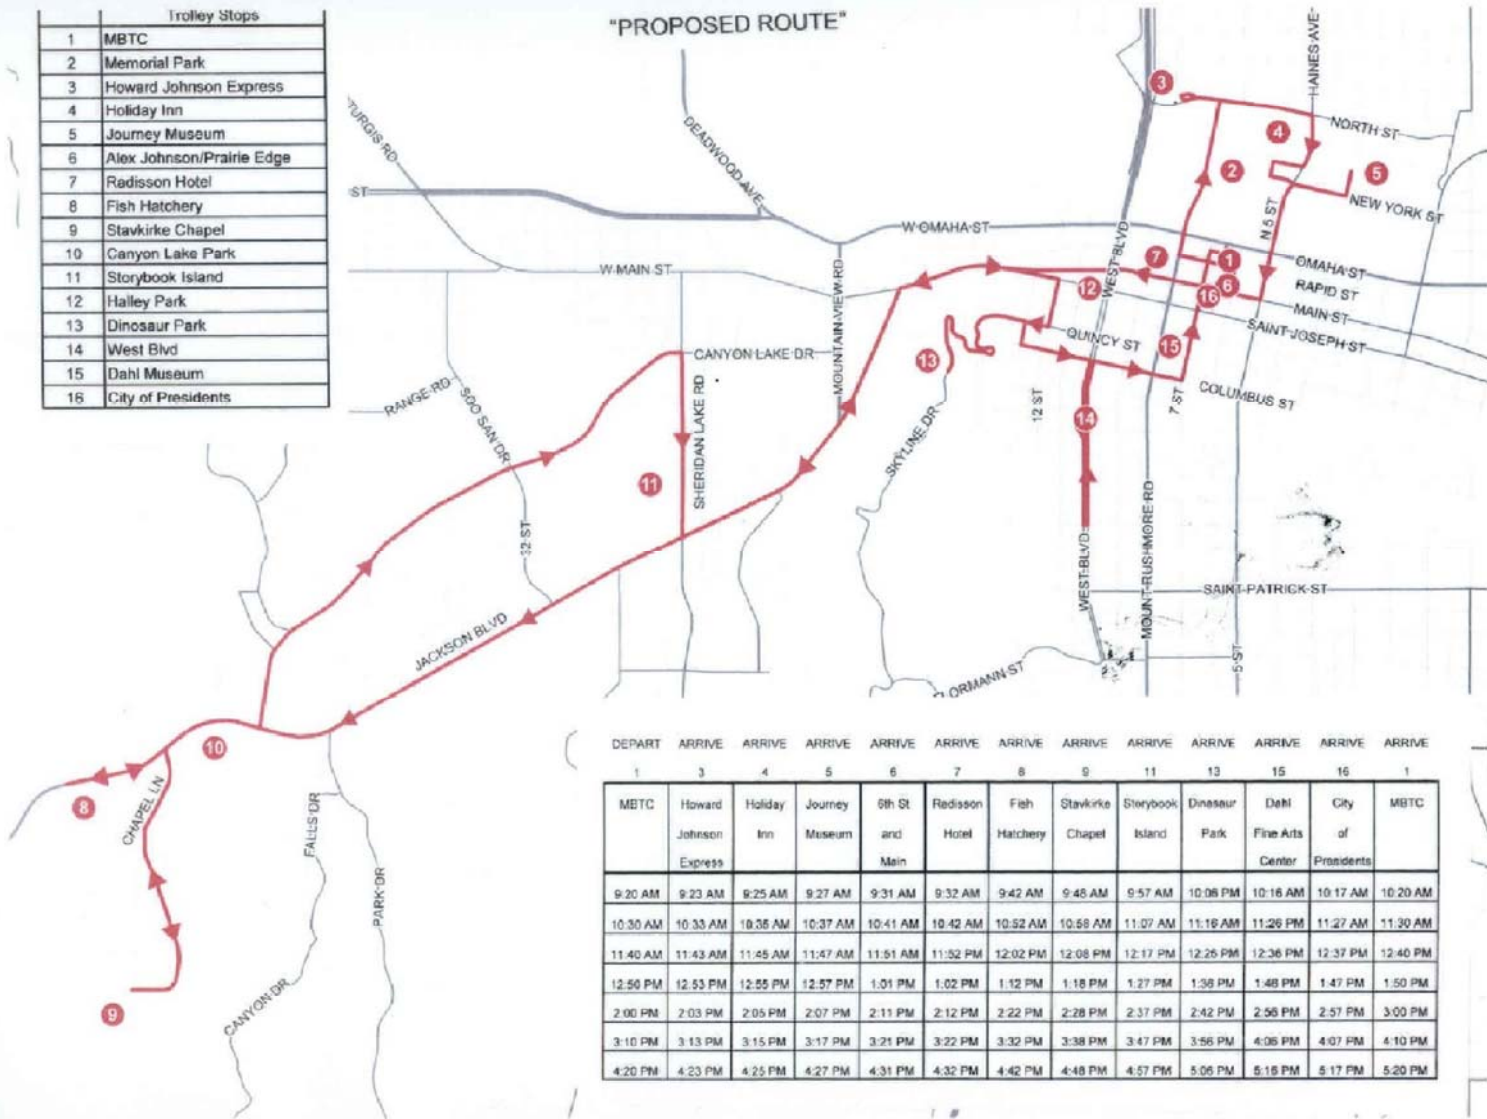 Trolley Stops
1 MBTC
2 Memorial Park
3 Howard Johnson Express
4 Holiday Inn
5 Journey Museum
6 Alex Johnson/Prairie Edge
7 Radisson Hotel
8 Fish Hatchery
9 Stavkirke Chapel
10 Canyon Lake Park
11 Storybook Island
12 Halley Park
13 Dinosaur Park
14 West Blvd
15 Dahl Museum
16 City of Presidents
"PROPOSED ROUTE"
HAINES AVE
3
NORTH ST
4
DEADWOOD AVE
2
5
ST
NEW YORK ST
N 5 ST
W OMAHA ST
WEST BLVD
7
1
OMAHA ST
W MAIN ST
MOUNTAIN VIEW RD
12
16
6
RAPID ST
MAIN ST
SAINT JOSEPH ST
QUINCY ST
15
13
CANYON LAKE DR
RANGE RD
SOO SAN DR
SHERIDAN LAKE RD
SKYLINE DR
12 ST
14
7 ST
COLUMBUS ST
11
32 ST
WEST BLVD
MOUNT RUSHMORE RD
SAINT PATRICK ST
5 ST
JACKSON BLVD
10
8
CHAPEL LN
FALLS DR
PARK DR
CANYON DR
9
DEPART ARRIVE ARRIVE ARRIVE ARRIVE ARRIVE ARRIVE ARRIVE ARRIVE ARRIVE ARRIVE ARRIVE ARRIVE
1 3 4 5 6 7 8 9 11 13 15 16 1
MBTC Howard Holiday Journey 6th St Radisson Fish Stavkirke Storybook Dinosaur Dahl City MBTC
Johnson Inn Museum and Hotel Hatchery Chapel Island Park Fine Arts of
Express Main Center Presidents
9:20 AM 9:23 AM 9:25 AM 9:27 AM 9:31 AM 9:32 AM 9:42 AM 9:48 AM 9:57 AM 10:06 PM 10:16 AM 10:17 AM 10:20 AM
10:30 AM 10:33 AM 10:35 AM 10:37 AM 10:41 AM 10:42 AM 10:52 AM 10:58 AM 11:07 AM 11:16 AM 11:26 PM 11:27 AM 11:30 AM
11:40 AM 11:43 AM 11:45 AM 11:47 AM 11:51 AM 11:52 PM 12:02 PM 12:08 PM 12:17 PM 12:26 PM 12:36 PM 12:37 PM 12:40 PM
12:50 PM 12:53 PM 12:55 PM 12:57 PM 1:01 PM 1:02 PM 1:12 PM 1:18 PM 1:27 PM 1:36 PM 1:46 PM 1:47 PM 1:50 PM
2:00 PM 2:03 PM 2:05 PM 2:07 PM 2:11 PM 2:12 PM 2:22 PM 2:28 PM 2:37 PM 2:42 PM 2:56 PM 2:57 PM 3:00 PM
3:10 PM 3:13 PM 3:15 PM 3:17 PM 3:21 PM 3:22 PM 3:32 PM 3:38 PM 3:47 PM 3:56 PM 4:06 PM 4:07 PM 4:10 PM
4:20 PM 4:23 PM 4:25 PM 4:27 PM 4:31 PM 4:32 PM 4:42 PM 4:48 PM 4:57 PM 5:06 PM 5:16 PM 5:17 PM 5:20 PM